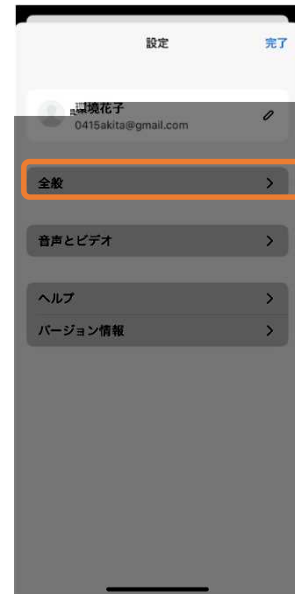 設定
完了
環境花子
0415akita@gmail.com
全般
音声とビデオ
ヘルプ
バージョン情報